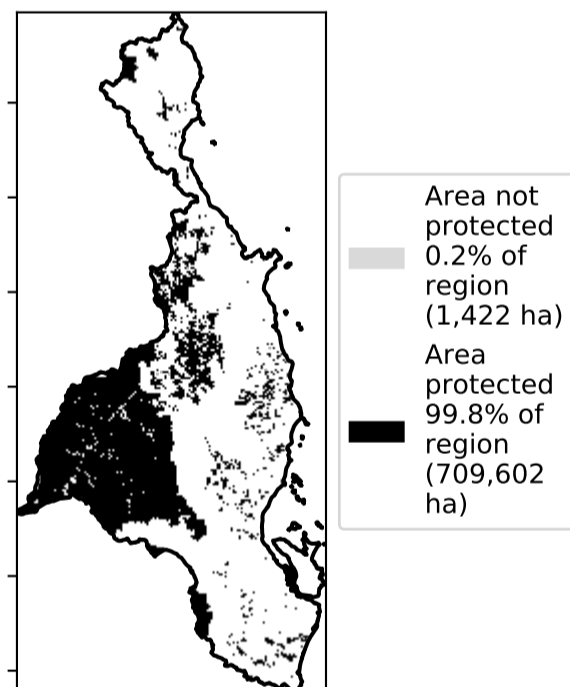 Area not
protected
0.2% of
region
(1,422 ha)
Area
protected
99.8% of
region
(709,602
ha)